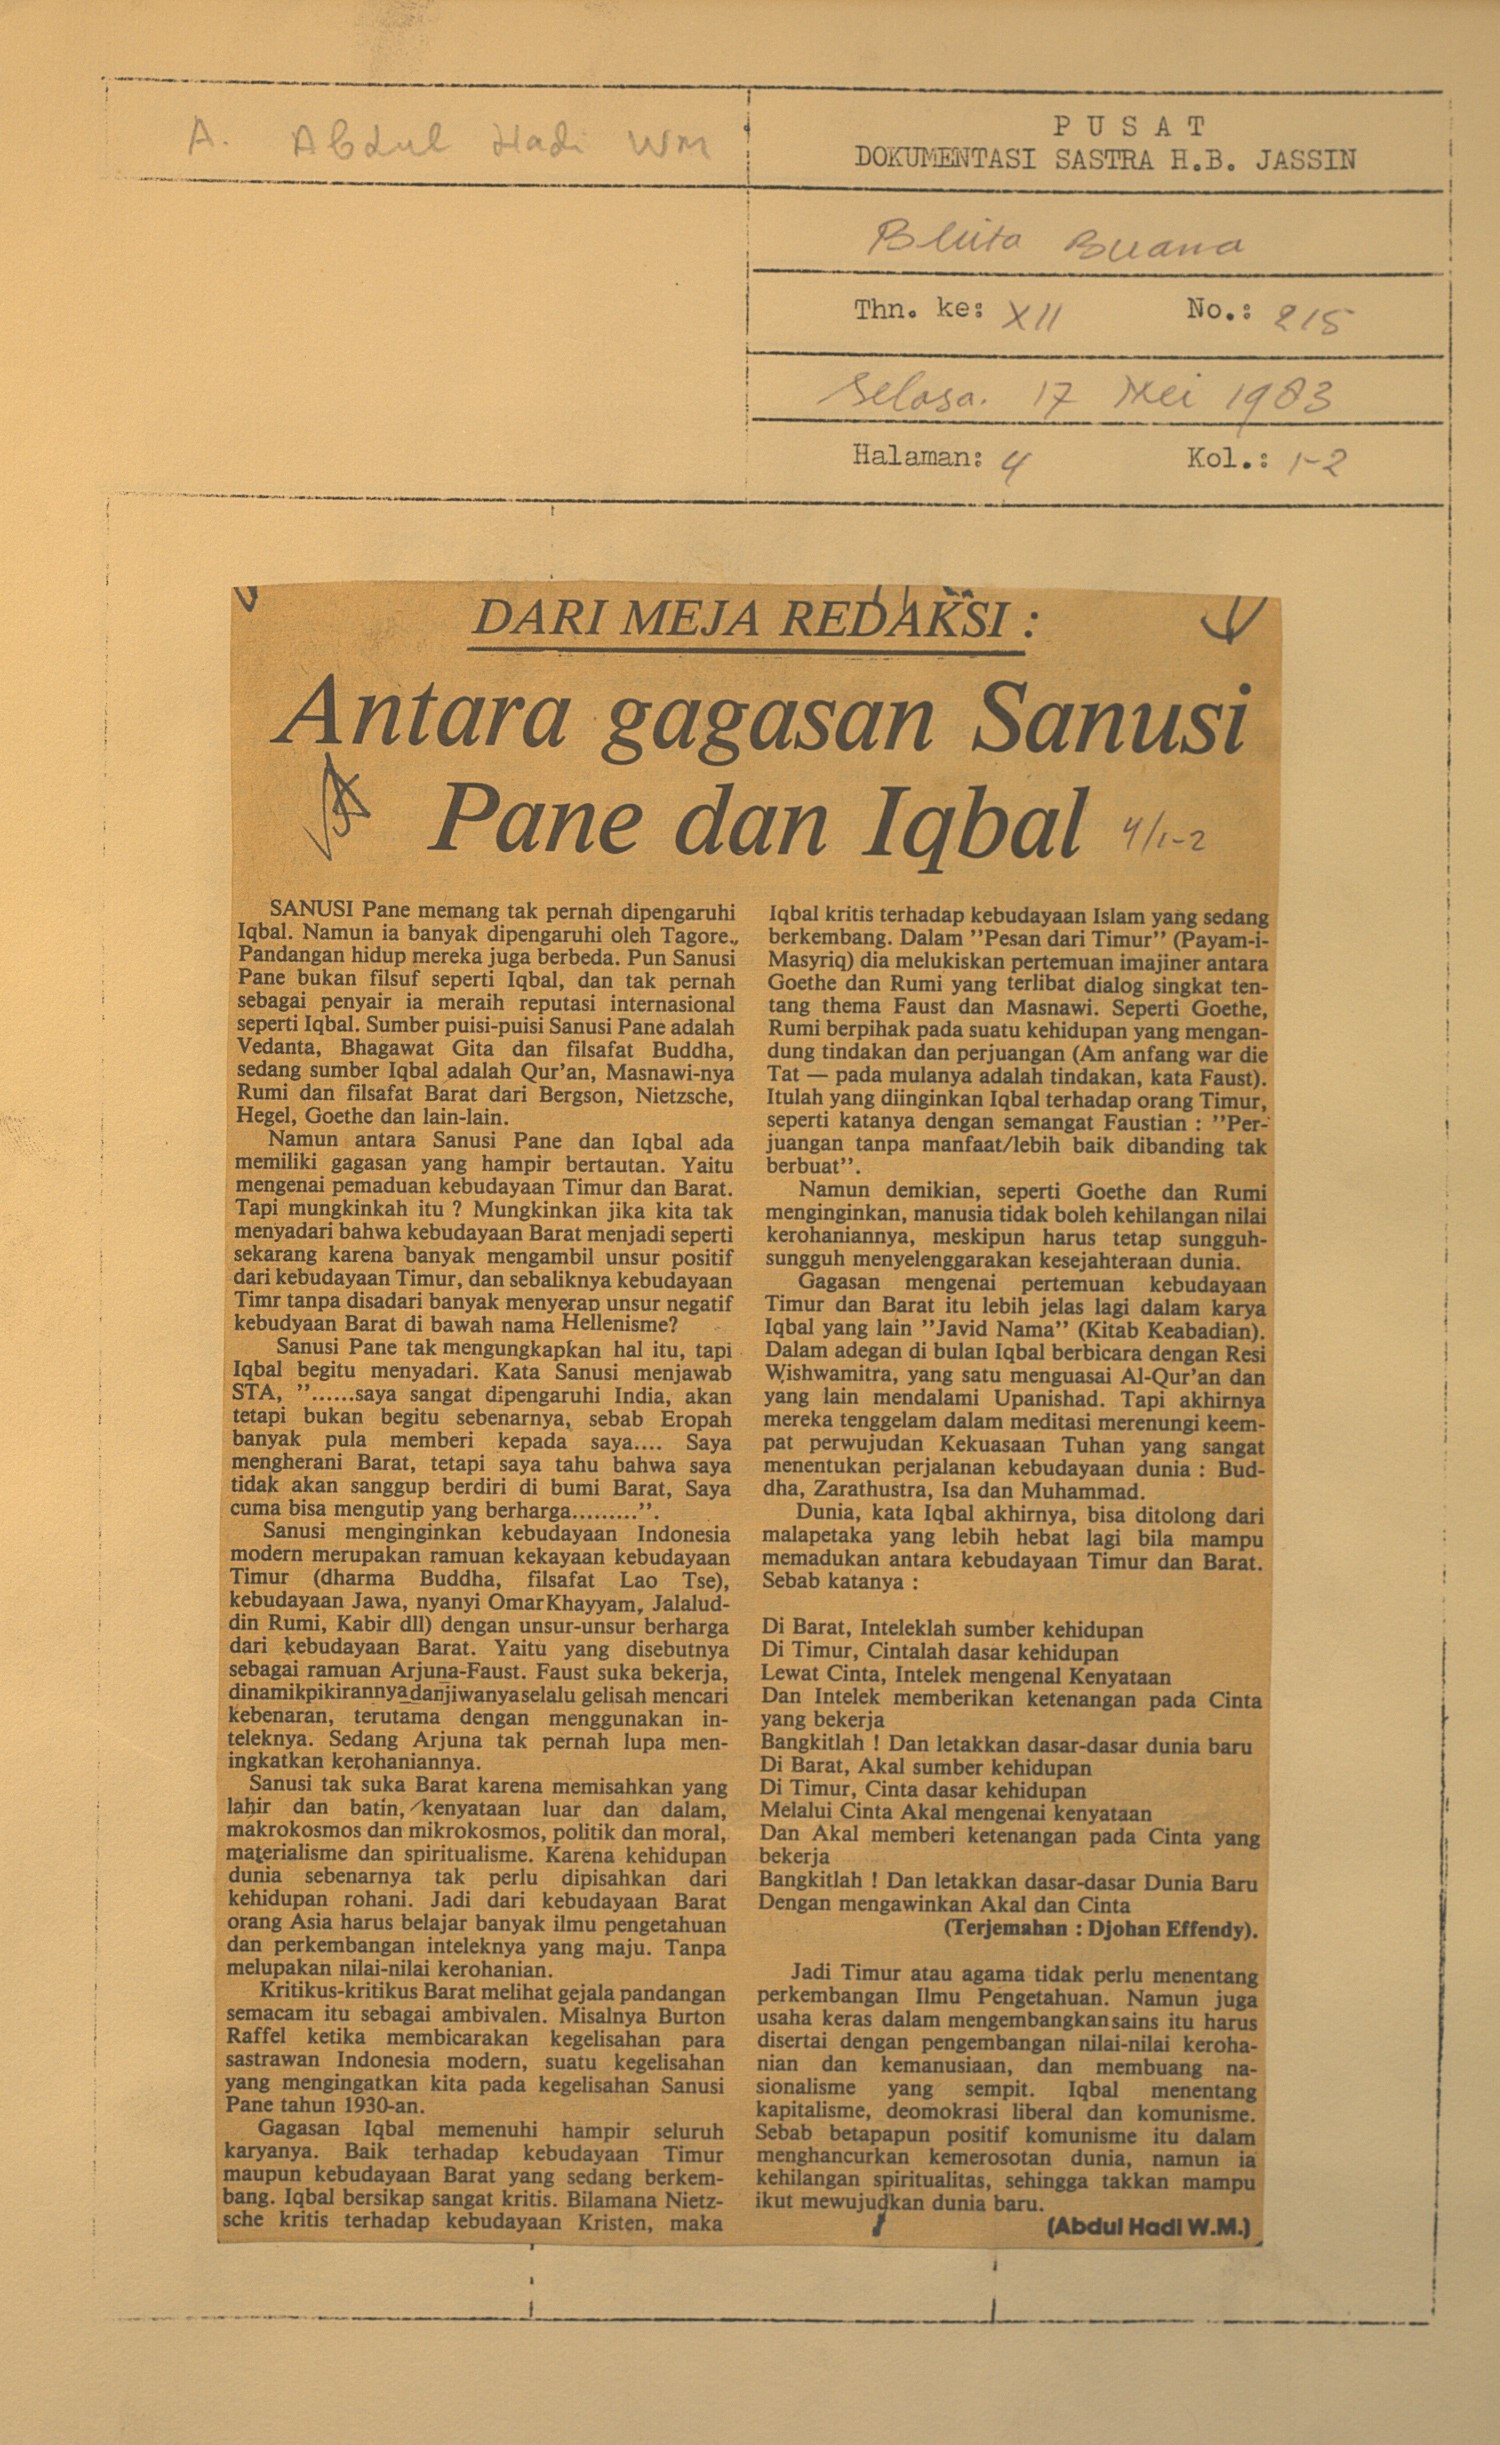 A. Abdul Hadi WM
P U S A T
DOKUMENTASI SASTRA H.B. JASSIN
Blita Buana
Thn. ke: XII No.: 215
Selasa. 17 Mei 1983
Halaman: 4 Kol.: 1-2
DARI MEJA REDAKSI :
Antara gagasan Sanusi
Pane dan Iqbal
4/1-2
SANUSI Pane memang tak pernah dipengaruhi
Iqbal. Namun ia banyak dipengaruhi oleh Tagore.,
Pandangan hidup mereka juga berbeda. Pun Sanusi
Pane bukan filsuf seperti Iqbal, dan tak pernah
sebagai penyair ia meraih reputasi internasional
seperti Iqbal. Sumber puisi-puisi Sanusi Pane adalah
Vedanta, Bhagawat Gita dan filsafat Buddha,
sedang sumber Iqbal adalah Qur'an, Masnawi-nya
Rumi dan filsafat Barat dari Bergson, Nietzsche,
Hegel, Goethe dan lain-lain.
Namun antara Sanusi Pane dan Iqbal ada
memiliki gagasan yang hampir bertautan. Yaitu
mengenai pemaduan kebudayaan Timur dan Barat.
Tapi mungkinkah itu ? Mungkinkan jika kita tak
menyadari bahwa kebudayaan Barat menjadi seperti
sekarang karena banyak mengambil unsur positif
dari kebudayaan Timur, dan sebaliknya kebudayaan
Timr tanpa disadari banyak menyerap unsur negatif
kebudyaan Barat di bawah nama Hellenisme?
Sanusi Pane tak mengungkapkan hal itu, tapi
Iqbal begitu menyadari. Kata Sanusi menjawab
STA, "......saya sangat dipengaruhi India, akan
tetapi bukan begitu sebenarnya, sebab Eropah
banyak pula memberi kepada saya.... Saya
mengherani Barat, tetapi saya tahu bahwa saya
tidak akan sanggup berdiri di bumi Barat, Saya
cuma bisa mengutip yang berharga.........".
Sanusi menginginkan kebudayaan Indonesia
modern merupakan ramuan kekayaan kebudayaan
Timur (dharma Buddha, filsafat Lao Tse),
kebudayaan Jawa, nyanyi Omar Khayyam, Jalalud-
din Rumi, Kabir dll) dengan unsur-unsur berharga
dari kebudayaan Barat. Yaitu yang disebutnya
sebagai ramuan Arjuna-Faust. Faust suka bekerja,
dinamikpikirannyadanjiwanyaselalu gelisah mencari
kebenaran, terutama dengan menggunakan in-
teleknya. Sedang Arjuna tak pernah lupa men-
ingkatkan kerohaniannya.
Sanusi tak suka Barat karena memisahkan yang
lahir dan batin, kenyataan luar dan dalam,
makrokosmos dan mikrokosmos, politik dan moral,
materialisme dan spiritualisme. Karena kehidupan
dunia sebenarnya tak perlu dipisahkan dari
kehidupan rohani. Jadi dari kebudayaan Barat
orang Asia harus belajar banyak ilmu pengetahuan
dan perkembangan inteleknya yang maju. Tanpa
melupakan nilai-nilai kerohanian.
Kritikus-kritikus Barat melihat gejala pandangan
semacam itu sebagai ambivalen. Misalnya Burton
Raffel ketika membicarakan kegelisahan para
sastrawan Indonesia modern, suatu kegelisahan
yang mengingatkan kita pada kegelisahan Sanusi
Pane tahun 1930-an.
Gagasan Iqbal memenuhi hampir seluruh
karyanya. Baik terhadap kebudayaan Timur
maupun kebudayaan Barat yang sedang berkem-
bang. Iqbal bersikap sangat kritis. Bilamana Nietz-
sche kritis terhadap kebudayaan Kristen, maka
Iqbal kritis terhadap kebudayaan Islam yang sedang
berkembang. Dalam "Pesan dari Timur" (Payam-i-
Masyriq) dia melukiskan pertemuan imajiner antara
Goethe dan Rumi yang terlibat dialog singkat ten-
tang thema Faust dan Masnawi. Seperti Goethe,
Rumi berpihak pada suatu kehidupan yang mengan-
dung tindakan dan perjuangan (Am anfang war die
Tat — pada mulanya adalah tindakan, kata Faust).
Itulah yang diinginkan Iqbal terhadap orang Timur,
seperti katanya dengan semangat Faustian : "Per-
juangan tanpa manfaat/lebih baik dibanding tak
berbuat".
Namun demikian, seperti Goethe dan Rumi
menginginkan, manusia tidak boleh kehilangan nilai
kerohaniannya, meskipun harus tetap sungguh-
sungguh menyelenggarakan kesejahteraan dunia.
Gagasan mengenai pertemuan kebudayaan
Timur dan Barat itu lebih jelas lagi dalam karya
Iqbal yang lain "Javid Nama" (Kitab Keabadian).
Dalam adegan di bulan Iqbal berbicara dengan Resi
Wishwamitra, yang satu menguasai Al-Qur'an dan
yang lain mendalami Upanishad. Tapi akhirnya
mereka tenggelam dalam meditasi merenungi keem-
pat perwujudan Kekuasaan Tuhan yang sangat
menentukan perjalanan kebudayaan dunia : Bud-
dha, Zarathustra, Isa dan Muhammad.
Dunia, kata Iqbal akhirnya, bisa ditolong dari
malapetaka yang lebih hebat lagi bila mampu
memadukan antara kebudayaan Timur dan Barat.
Sebab katanya :
Di Barat, Inteleklah sumber kehidupan
Di Timur, Cintalah dasar kehidupan
Lewat Cinta, Intelek mengenal Kenyataan
Dan Intelek memberikan ketenangan pada Cinta
yang bekerja
Bangkitlah ! Dan letakkan dasar-dasar dunia baru
Di Barat, Akal sumber kehidupan
Di Timur, Cinta dasar kehidupan
Melalui Cinta Akal mengenai kenyataan
Dan Akal memberi ketenangan pada Cinta yang
bekerja
Bangkitlah ! Dan letakkan dasar-dasar Dunia Baru
Dengan mengawinkan Akal dan Cinta
(Terjemahan : Djohan Effendy).
Jadi Timur atau agama tidak perlu menentang
perkembangan Ilmu Pengetahuan. Namun juga
usaha keras dalam mengembangkan sains itu harus
disertai dengan pengembangan nilai-nilai keroha-
nian dan kemanusiaan, dan membuang na-
sionalisme yang sempit. Iqbal menentang
kapitalisme, deomokrasi liberal dan komunisme.
Sebab betapapun positif komunisme itu dalam
menghancurkan kemerosotan dunia, namun ia
kehilangan spiritualitas, sehingga takkan mampu
ikut mewujudkan dunia baru.
(Abdul Hadi W.M.)